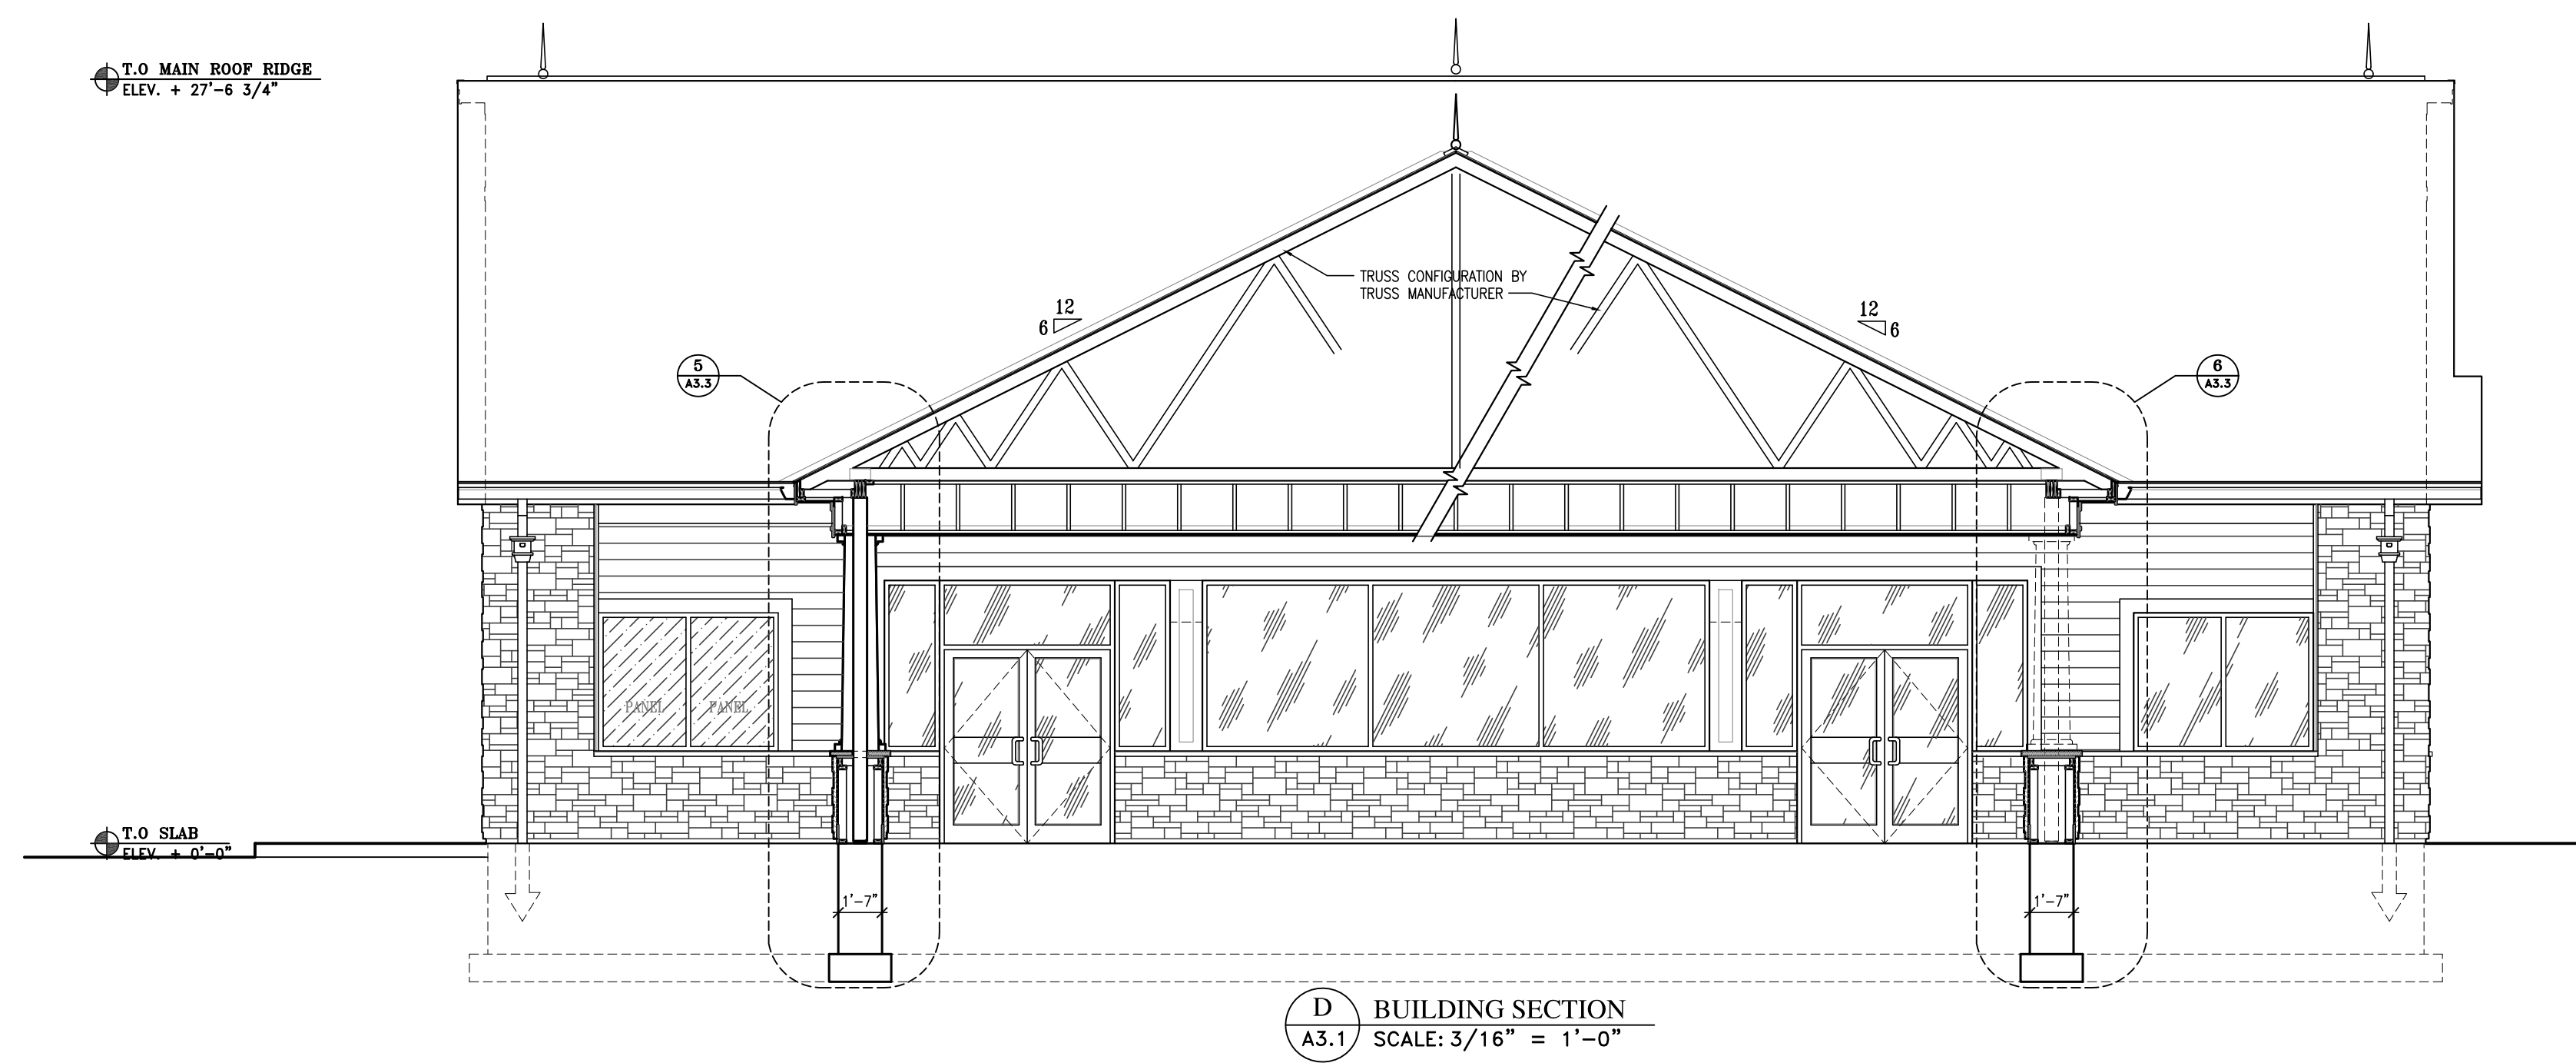 T.O MAIN ROOF RIDGE
ELEV. + 27'-6 3/4"
TRUSS CONFIGURATION BY
TRUSS MANUFACTURER
12
6
12
6
5
A3.3
6
A3.3
PANEL PANEL
T.O SLAB
ELEV. + 0'-0"
1'-7"
1'-7"
D
A3.1
BUILDING SECTION
SCALE: 3/16" = 1'-0"